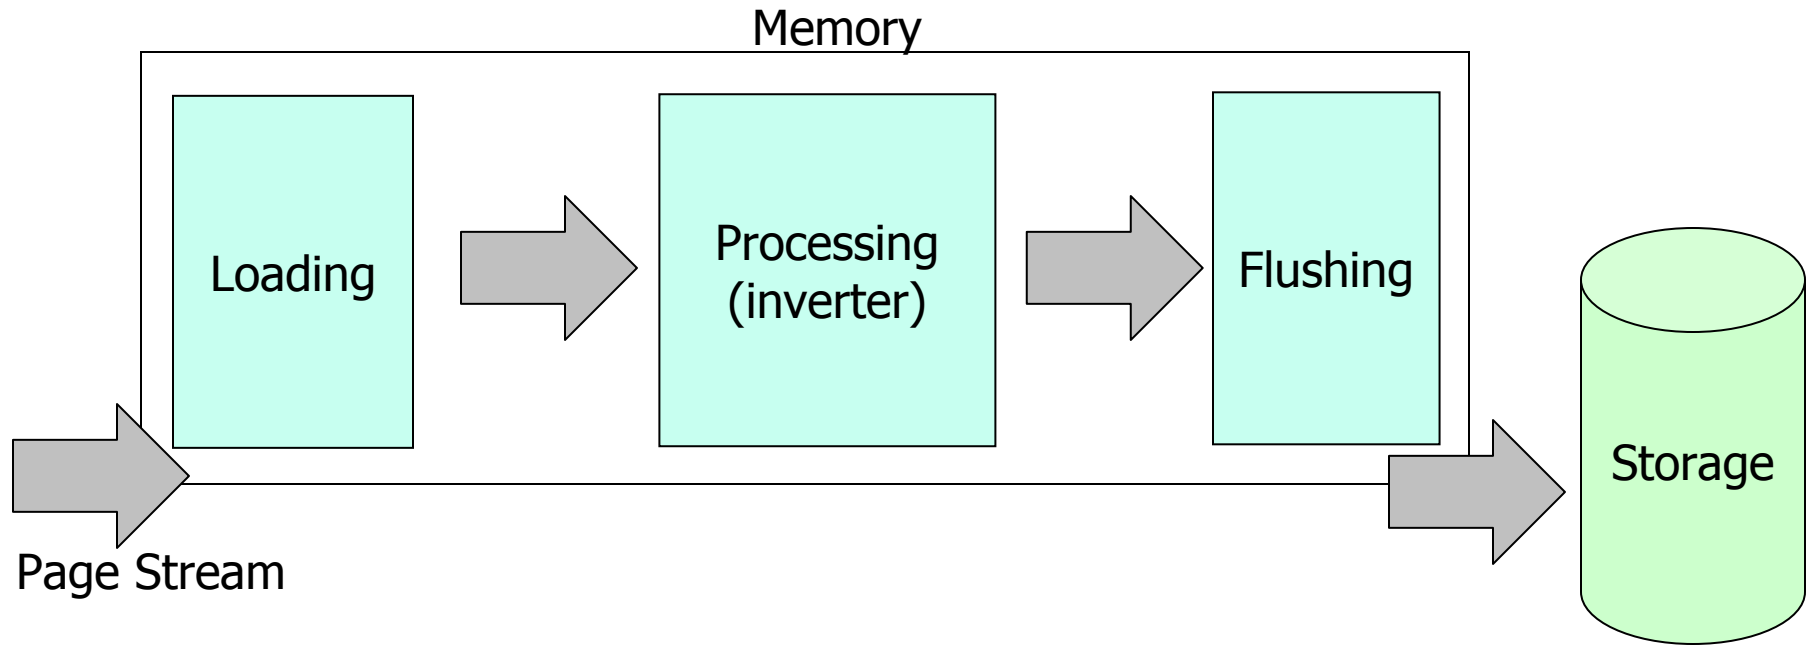 Memory
Loading
Processing
(inverter)
Flushing
Storage
Page Stream